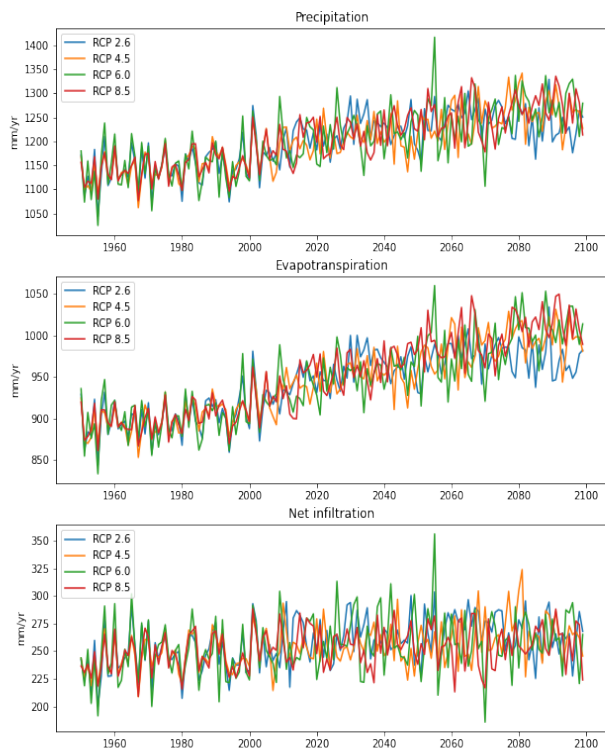 Precipitation
mm/yr
1400
1350
1300
1250
1200
1150
1100
1050
RCP 2.6
RCP 4.5
RCP 6.0
RCP 8.5
1960 1980 2000 2020 2040 2060 2080 2100
Evapotranspiration
mm/yr
1050
1000
950
900
850
RCP 2.6
RCP 4.5
RCP 6.0
RCP 8.5
1960 1980 2000 2020 2040 2060 2080 2100
Net infiltration
mm/yr
350
325
300
275
250
225
200
RCP 2.6
RCP 4.5
RCP 6.0
RCP 8.5
1960 1980 2000 2020 2040 2060 2080 2100